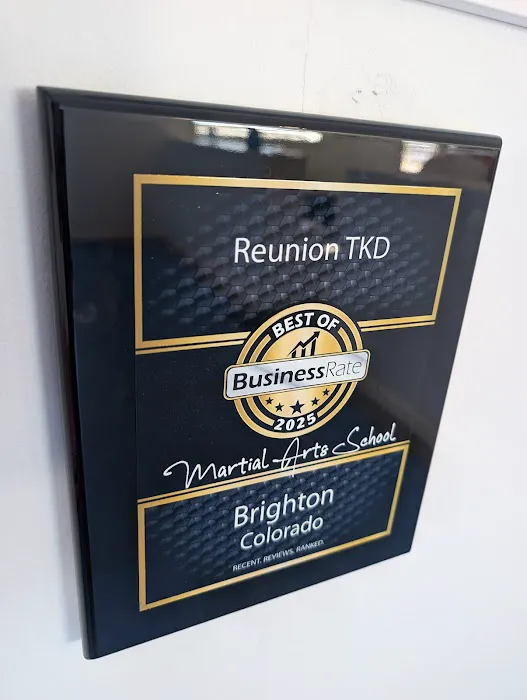 Reunion TKD
BEST OF
BusinessRate
2025
Martial Arts School
Brighton
Colorado
RECENT. REVIEWS. RANKED.